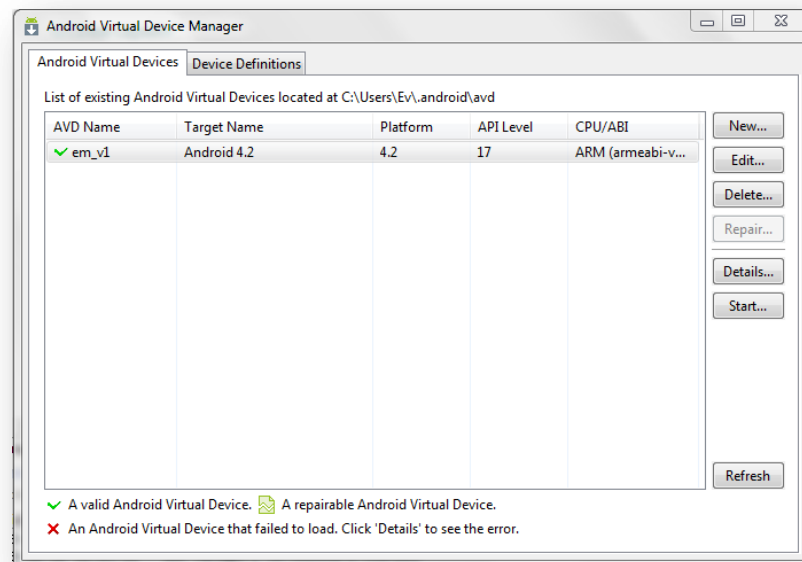 Android Virtual Device Manager
Android Virtual Devices Device Definitions
List of existing Android Virtual Devices located at C:\Users\Ev\.android\avd
AVD Name Target Name Platform API Level CPU/ABI
em_v1 Android 4.2 4.2 17 ARM (armeabi-v...
New...
Edit...
Delete...
Repair...
Details...
Start...
Refresh
A valid Android Virtual Device. A repairable Android Virtual Device.
An Android Virtual Device that failed to load. Click 'Details' to see the error.